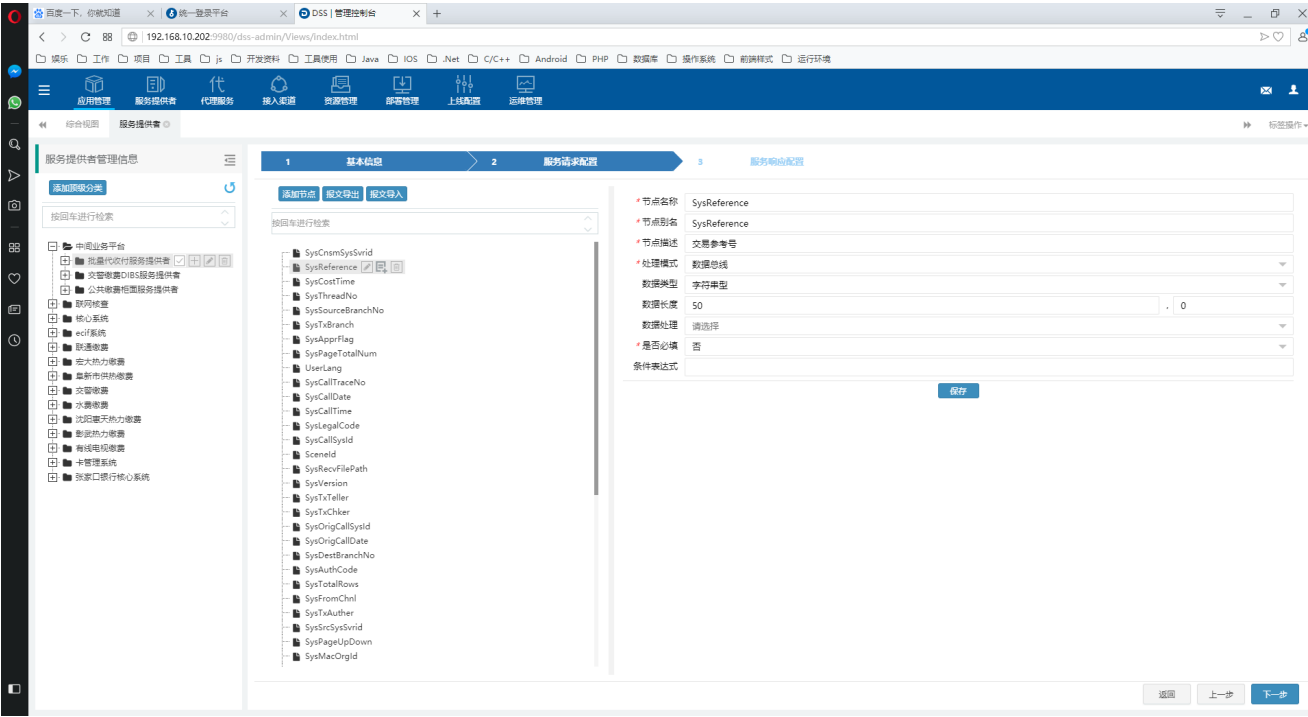 百度一下，你就知道
统一登录平台
DSS | 管理控制台
192.168.10.202:9980/dss-admin/Views/index.html
娱乐 工作 项目 工具 js 开发资料 工具使用 Java IOS .Net C/C++ Android PHP 数据库 操作系统 前端样式 运行环境
应用管理 服务提供者 代理服务 接入渠道 资源管理 部署管理 上线配置 运维管理
综合视图 服务提供者 标签操作
服务提供者管理信息
添加顶级分类
按回车进行检索
中间业务平台
批量代收付服务提供者
交警缴费DIBS服务提供者
公共缴费柜面服务提供者
联网核查
核心系统
ecif系统
联通缴费
宏大热力缴费
阜新市供热缴费
交警缴费
水费缴费
沈阳惠天热力缴费
彰武热力缴费
有线电视缴费
卡管理系统
张家口银行核心系统
1 基本信息 2 服务请求配置 3 服务响应配置
添加节点 报文导出 报文导入
按回车进行检索
SysCnsmSysSvrid
SysReference
SysCostTime
SysThreadNo
SysSourceBranchNo
SysTxBranch
SysApprFlag
SysPageTotalNum
UserLang
SysCallTraceNo
SysCallDate
SysCallTime
SysLegalCode
SysCallSysId
SceneId
SysRecvFilePath
SysVersion
SysTxTeller
SysTxChker
SysOrigCallSysId
SysOrigCallDate
SysDestBranchNo
SysAuthCode
SysTotalRows
SysFromChnl
SysTxAuther
SysSrcSysSvrid
SysPageUpDown
SysMacOrgId
*节点名称 SysReference
*节点别名 SysReference
*节点描述 交易参考号
*处理模式 数据总线
数据类型 字符串型
数据长度 50 . 0
数据处理 请选择
*是否必填 否
条件表达式
保存
返回 上一步 下一步